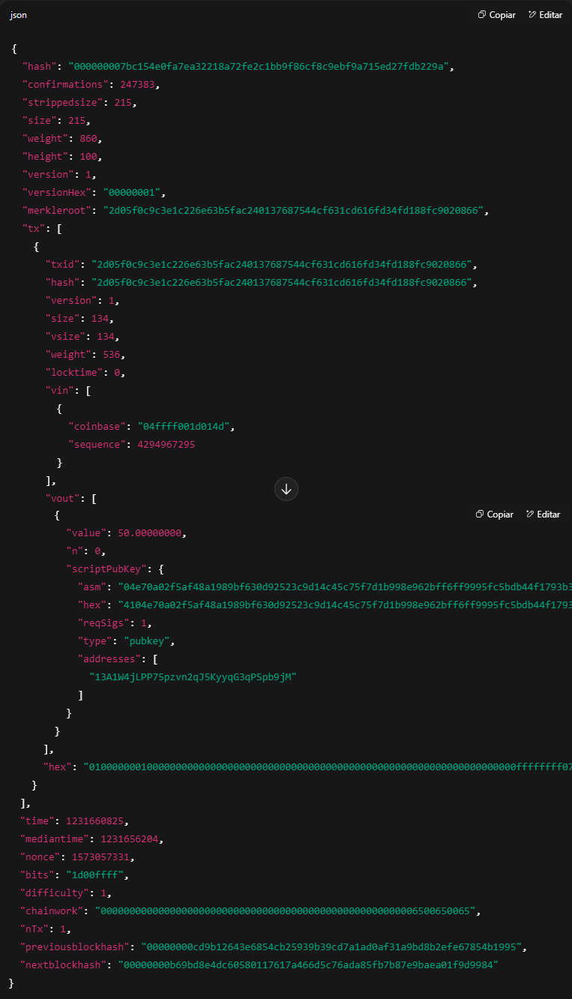 json
Copiar Editar
{
"hash": "000000007bc154e0fa7ea32218a72fe2c1bb9f86cf8c9ebf9a715ed27fdb229a",
"confirmations": 247383,
"strippedsize": 215,
"size": 215,
"weight": 860,
"height": 100,
"version": 1,
"versionHex": "00000001",
"merkleroot": "2d05f0c9c3e1c226e63b5fac240137687544cf631cd616fd34fd188fc9020866",
"tx": [
{
"txid": "2d05f0c9c3e1c226e63b5fac240137687544cf631cd616fd34fd188fc9020866",
"hash": "2d05f0c9c3e1c226e63b5fac240137687544cf631cd616fd34fd188fc9020866",
"version": 1,
"size": 134,
"vsize": 134,
"weight": 536,
"locktime": 0,
"vin": [
{
"coinbase": "04ffff001d014d",
"sequence": 4294967295
}
],
"vout": [
{
Copiar Editar
"value": 50.00000000,
"n": 0,
"scriptPubKey": {
"asm": "04e70a02f5af48a1989bf630d92523c9d14c45c75f7d1b998e962bff6ff9995fc5bdb44f1793b3
"hex": "4104e70a02f5af48a1989bf630d92523c9d14c45c75f7d1b998e962bff6ff9995fc5bdb44f1793
"reqSigs": 1,
"type": "pubkey",
"addresses": [
"13A1W4jLPP75pzvn2qJ5KyyqG3qPSpb9jM"
]
}
}
],
"hex": "01000000010000000000000000000000000000000000000000000000000000000000000000ffffffff07
}
],
"time": 1231660825,
"mediantime": 1231656204,
"nonce": 1573057331,
"bits": "1d00ffff",
"difficulty": 1,
"chainwork": "0000000000000000000000000000000000000000000000000000006500650065",
"nTx": 1,
"previousblockhash": "00000000cd9b12643e6854cb25939b39cd7a1ad0af31a9bd8b2efe67854b1995",
"nextblockhash": "00000000b69bd8e4dc60580117617a466d5c76ada85fb7b87e9baea01f9d9984"
}